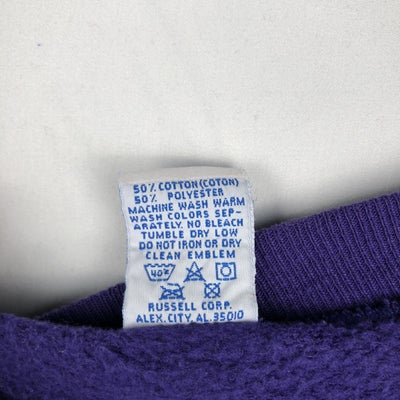 50% COTTON(COTON)
50% POLYESTER
MACHINE WASH WARM
WASH COLORS SEP-
ARATELY. NO BLEACH
TUMBLE DRY LOW
DO NOT IRON OR DRY
CLEAN EMBLEM
40°
RUSSELL CORP.
ALEX. CITY, AL. 35010